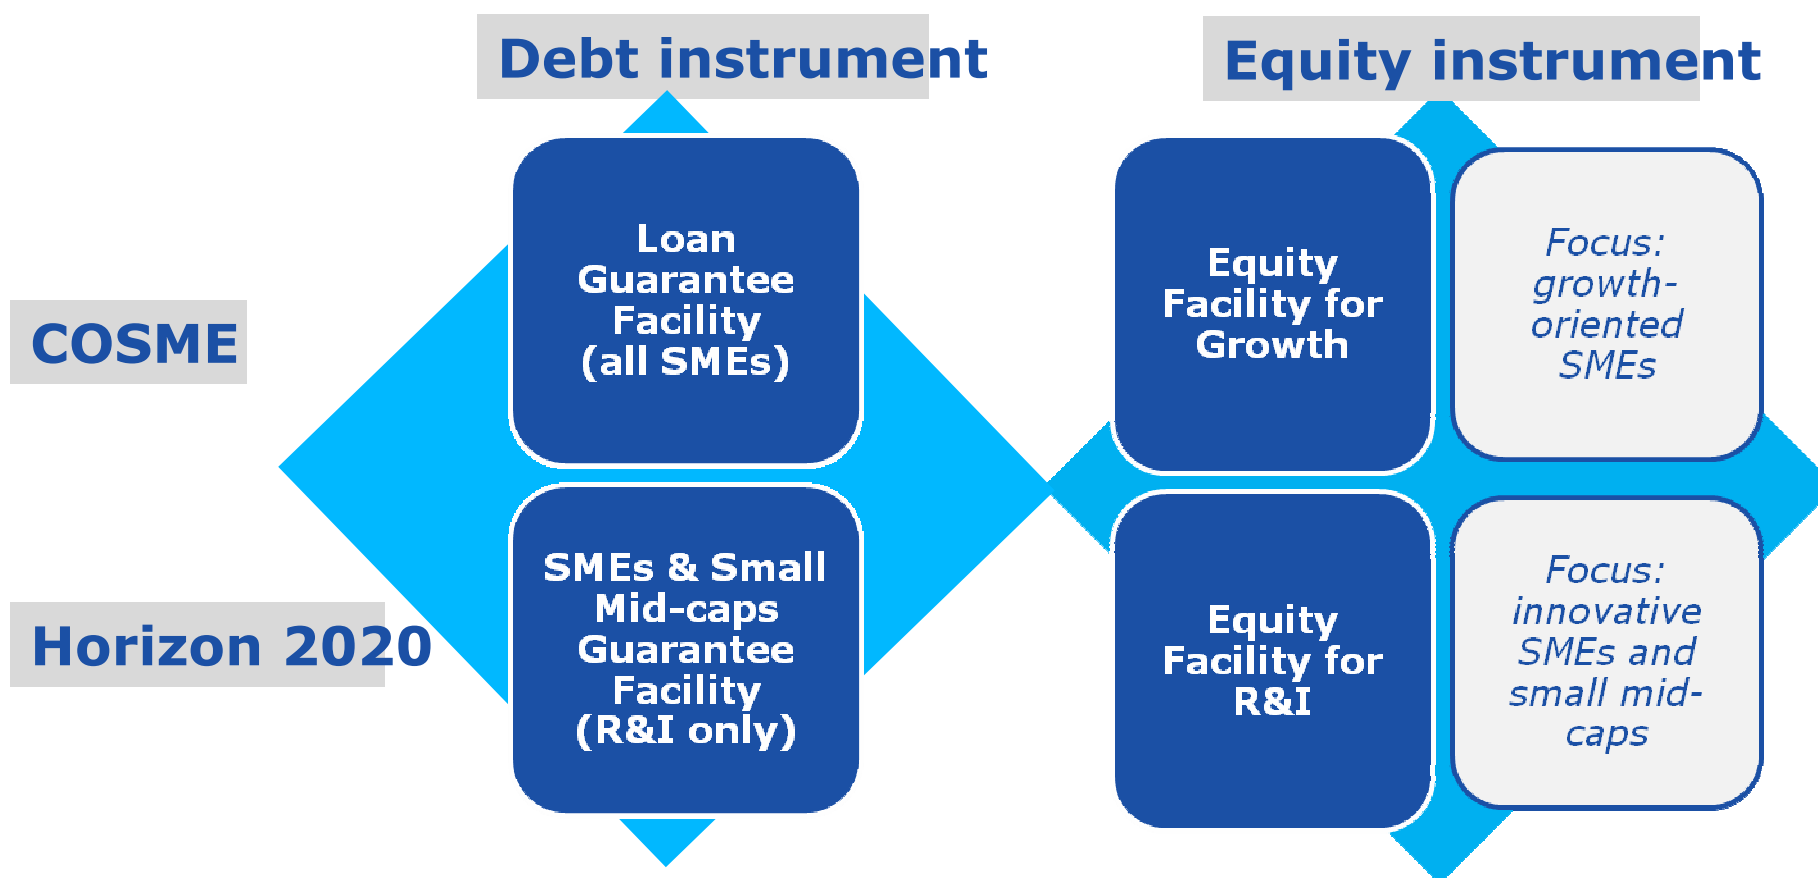 Debt instrument
Equity instrument
COSME
Loan
Guarantee
Facility
(all SMEs)
Equity
Facility for
Growth
Focus:
growth-
oriented
SMEs
Horizon 2020
SMEs & Small
Mid-caps
Guarantee
Facility
(R&I only)
Equity
Facility for
R&I
Focus:
innovative
SMEs and
small mid-
caps